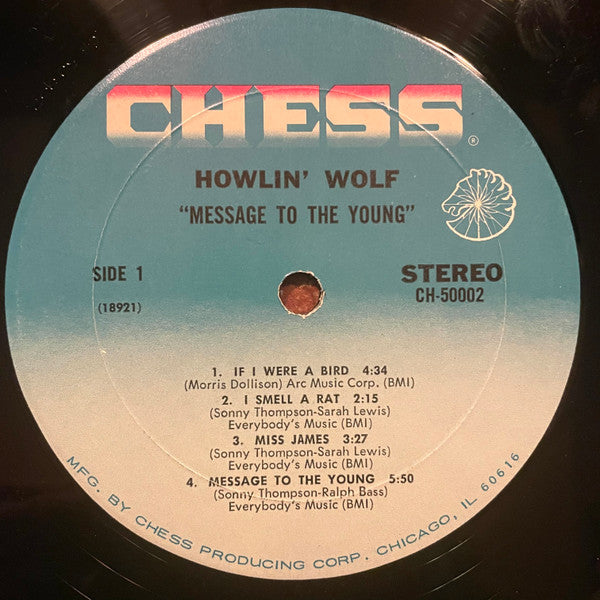 CHESS®
HOWLIN' WOLF
"MESSAGE TO THE YOUNG"
SIDE 1
STEREO
(18921)
CH-50002
1. IF I WERE A BIRD 4:34
(Morris Dollison) Arc Music Corp. (BMI)
2. I SMELL A RAT 2:15
(Sonny Thompson-Sarah Lewis)
Everybody's Music (BMI)
3. MISS JAMES 3:27
(Sonny Thompson-Sarah Lewis)
Everybody's Music (BMI)
4. MESSAGE TO THE YOUNG 5:50
(Sonny Thompson-Ralph Bass)
Everybody's Music (BMI)
MFG. BY CHESS PRODUCING CORP. CHICAGO, IL 60616